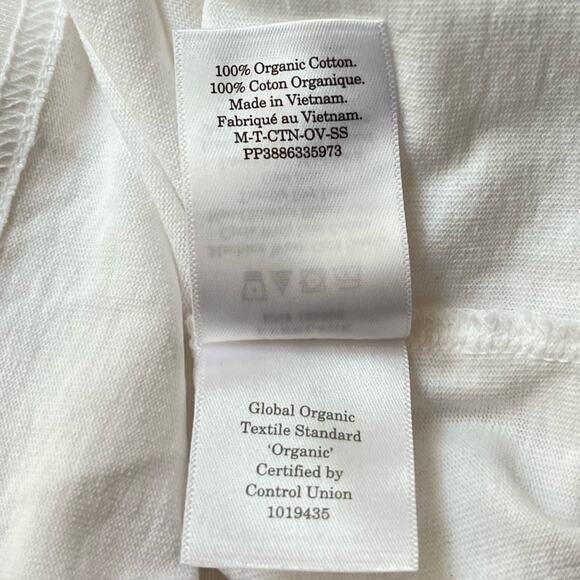 100% Organic Cotton.
100% Coton Organique.
Made in Vietnam.
Fabriqué au Vietnam.
M-T-CTN-OV-SS
PP3886335973
Global Organic
Textile Standard
‘Organic’
Certified by
Control Union
1019435